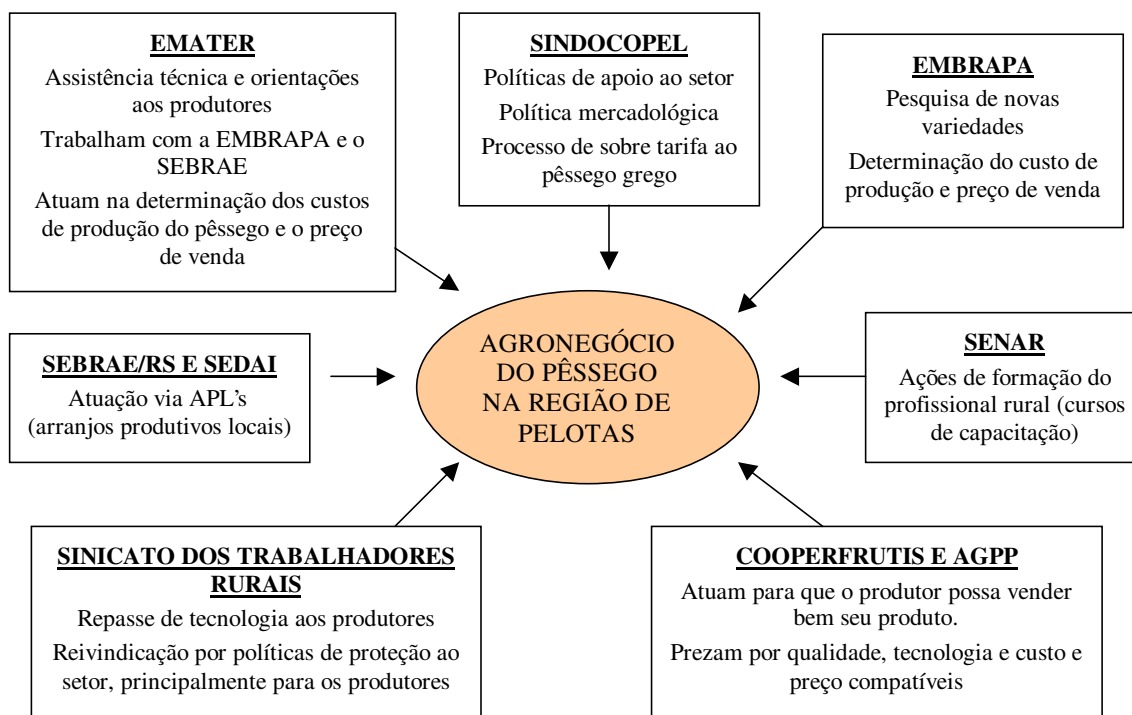 EMATER
Assistência técnica e orientações
aos produtores
Trabalham com a EMBRAPA e o
SEBRAE
Atuam na determinação dos custos
de produção do pêssego e o preço
de venda
SINDOCOPEL
Políticas de apoio ao setor
Política mercadológica
Processo de sobre tarifa ao
pêssego grego
EMBRAPA
Pesquisa de novas
variedades
Determinação do custo de
produção e preço de venda
SEBRAE/RS E SEDAI
Atuação via APL's
(arranjos produtivos locais)
AGRONEGÓCIO
DO PÊSSEGO
NA REGIÃO DE
PELOTAS
SENAR
Ações de formação do
profissional rural (cursos
de capacitação)
SINICATO DOS TRABALHADORES
RURAIS
Repasse de tecnologia aos produtores
Reivindicação por políticas de proteção ao
setor, principalmente para os produtores
COOPERFRUTIS E AGPP
Atuam para que o produtor possa vender
bem seu produto.
Prezam por qualidade, tecnologia e custo e
preço compatíveis